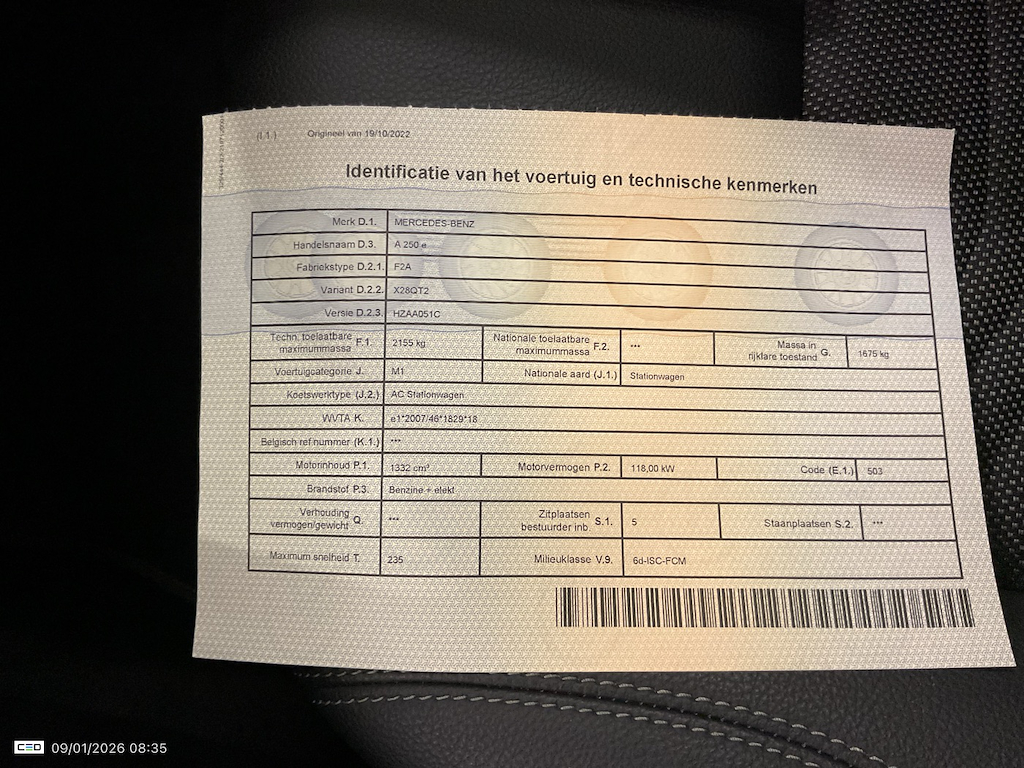 (I.1.) Origineel van 19/10/2022
Identificatie van het voertuig en technische kenmerken
Merk D.1. MERCEDES-BENZ
Handelsnaam D.3. A 250 e
Fabriekstype D.2.1. F2A
Variant D.2.2. X28QT2
Versie D.2.3. HZAA051C
Techn. toelaatbare maximummassa F.1. 2155 kg Nationale toelaatbare maximummassa F.2. *** Massa in rijklare toestand G. 1675 kg
Voertuigcategorie J. M1 Nationale aard (J.1.) Stationwagen
Koetswerktype (J.2.) AC Stationwagen
WVTA K. e1*2007/46*1829*18
Belgisch ref nummer (K.1.) ***
Motorinhoud P.1. 1332 cm³ Motorvermogen P.2. 118,00 kW Code (E.1.) 503
Brandstof P.3. Benzine + elekt
Verhouding vermogen/gewicht Q. *** Zitplaatsen bestuurder inb. S.1. 5 Staanplaatsen S.2. ***
Maximum snelheid T. 235 Milieuklasse V.9. 6d-ISC-FCM
CEO 09/01/2026 08:35